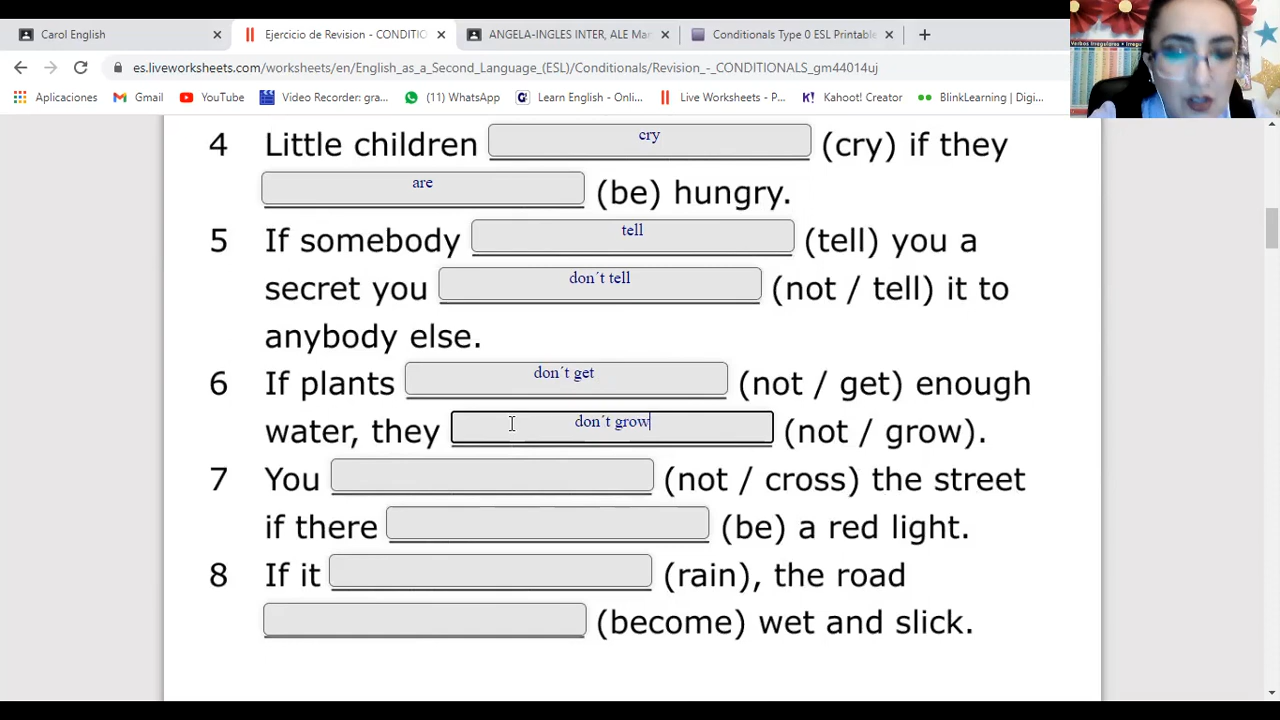 Carol English
Ejercicio de Revision - CONDITIO
ANGELA-INGLES INTER, ALE Ma
Conditionals Type 0 ESL Printable
es.liveworksheets.com/worksheets/en/English_as_a_Second_Language_(ESL)/Conditionals/Revision_-_CONDITIONALS_gm44014uj
Aplicaciones
Gmail
YouTube
Video Recorder: gra...
(11) WhatsApp
Learn English - Onl...
Live Worksheets - P...
Kahoot! Creator
BlinkLearning | Digi...
4 Little children cry (cry) if they
are (be) hungry.
5 If somebody tell (tell) you a
secret you don´t tell (not / tell) it to
anybody else.
6 If plants don´t get (not / get) enough
water, they don´t grow (not / grow).
7 You (not / cross) the street
if there (be) a red light.
8 If it (rain), the road
(become) wet and slick.